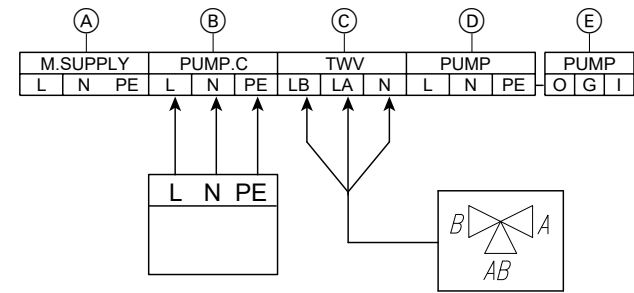 A B C D E
M.SUPPLY PUMP.C TWV PUMP PUMP
L N PE L N PE LB LA N L N PE O G I
L N PE
B A
AB